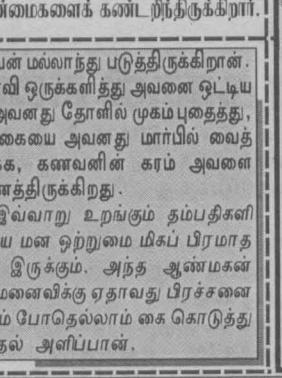 ன்மைகளைக் கண்டறிந்திருக்கிறார்.
பன் மல்லாந்து படுத்திருக்கிறான்.
வி ஒருக்களித்து அவனை ஒட்டிய
அவனது தோளில் முகம் புதைத்து,
கையை அவனது மார்பில் வைத்
க, கணவனின் கரம் அவளை
ணத்திருக்கிறது.
இவ்வாறு உறங்கும் தம்பதிகளி
ய மன ஒற்றுமை மிகப் பிரமாத
இருக்கும். அந்த ஆண்மகன்
மனைவிக்கு ஏதாவது பிரச்சனை
ம் போதெல்லாம் கை கொடுத்து
தல் அளிப்பான்.